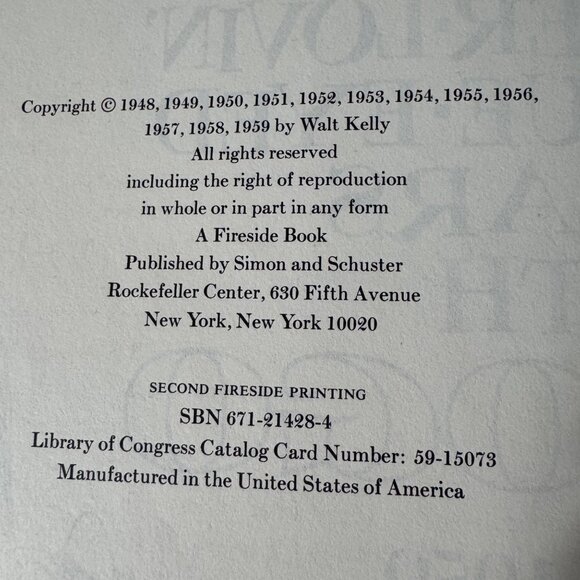 Copyright © 1948, 1949, 1950, 1951, 1952, 1953, 1954, 1955, 1956,
1957, 1958, 1959 by Walt Kelly
All rights reserved
including the right of reproduction
in whole or in part in any form
A Fireside Book
Published by Simon and Schuster
Rockefeller Center, 630 Fifth Avenue
New York, New York 10020
SECOND FIRESIDE PRINTING
SBN 671-21428-4
Library of Congress Catalog Card Number: 59-15073
Manufactured in the United States of America